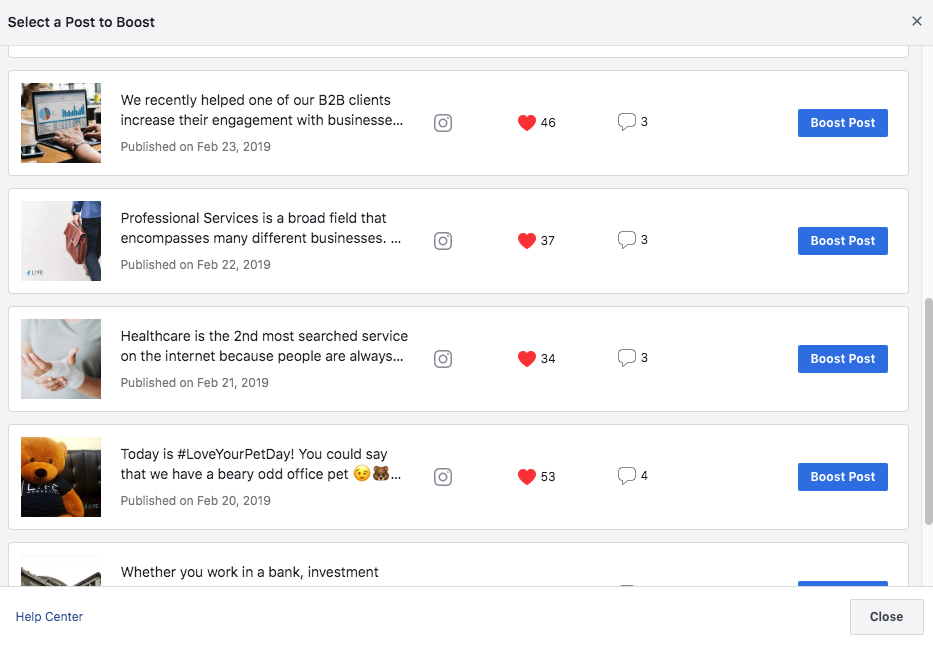 Select a Post to Boost
We recently helped one of our B2B clients
increase their engagement with businesse...
Published on Feb 23, 2019
46
3
Boost Post
Professional Services is a broad field that
encompasses many different businesses. ...
Published on Feb 22, 2019
37
3
Boost Post
LYFE
Healthcare is the 2nd most searched service
on the internet because people are always...
Published on Feb 21, 2019
34
3
Boost Post
Today is #LoveYourPetDay! You could say
that we have a beary odd office pet 😉🐻...
Published on Feb 20, 2019
53
4
Boost Post
LYFE
LYFE
Whether you work in a bank, investment
Help Center
Close